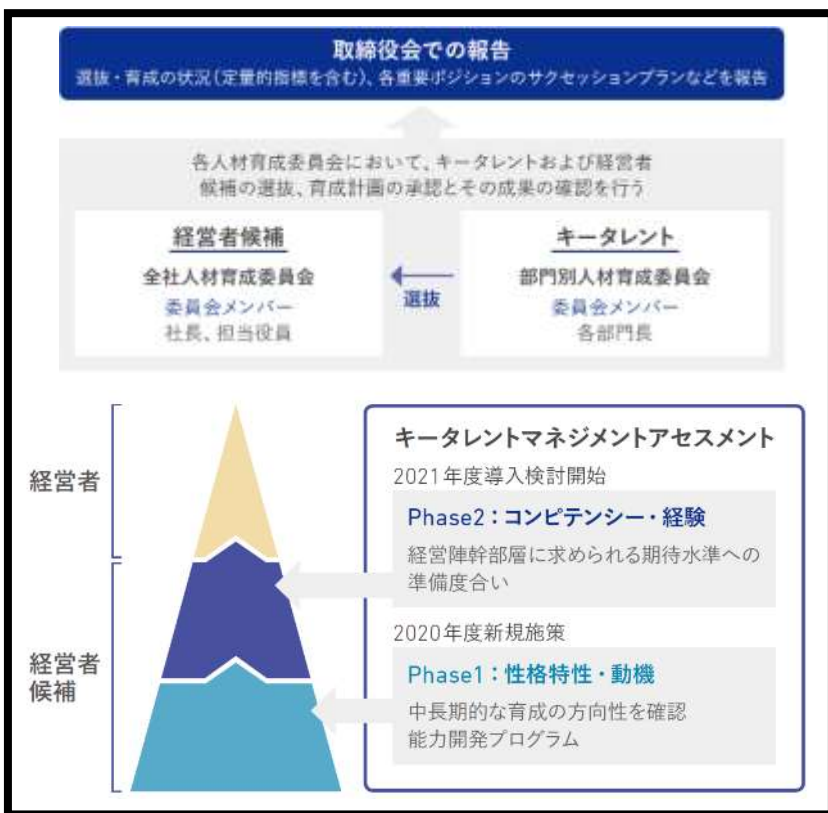 取締役会での報告
選抜・育成の状況(定量的指標を含む)、各重要ポジションのサクセッションプランなどを報告
各人材育成委員会において、キータレントおよび経営者
候補の選抜、育成計画の承認とその成果の確認を行う
経営者候補
全社人材育成委員会
委員会メンバー
社長、担当役員
選抜
キータレント
部門別人材育成委員会
委員会メンバー
各部門長
経営者
経営者
候補
キータレントマネジメントアセスメント
2021年度導入検討開始
Phase2:コンピテンシー・経験
経営陣幹部層に求められる期待水準への
準備度合い
2020年度新規施策
Phase1:性格特性・動機
中長期的な育成の方向性を確認
能力開発プログラム